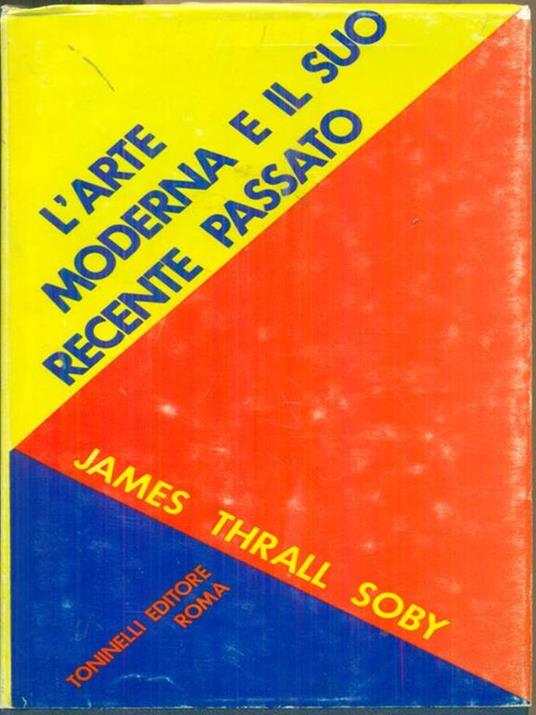 L'ARTE
MODERNA E IL SUO
RECENTE PASSATO
JAMES THRALL SOBY
TONINELLI EDITORE
ROMA